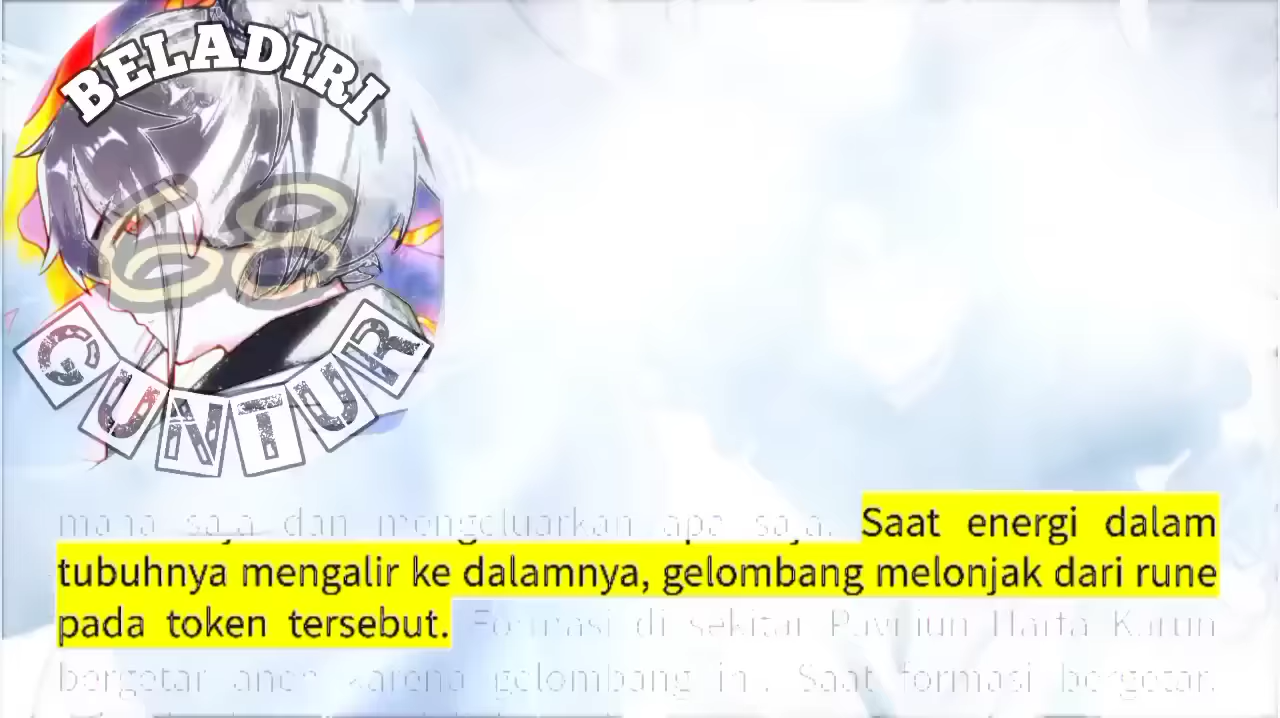 BELADIRI
68
GUNTUR
mana saja dan mengeluarkan apa saja. Saat energi dalam
tubuhnya mengalir ke dalamnya, gelombang melonjak dari rune
pada token tersebut. Formasi di sekitar Paviliun Harta Karun
bergetar aneh karena gelombang ini. Saat formasi bergetar,